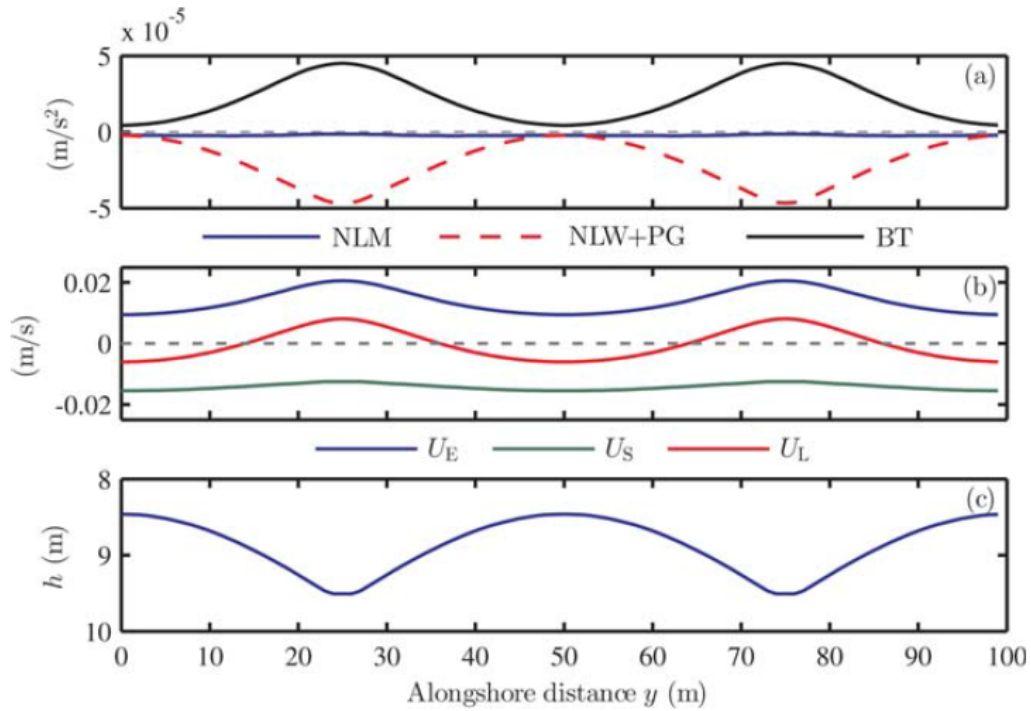 x 10⁻⁵
5
(a)
(m/s²)
0
-5
NLM NLW+PG BT
0.02
(b)
(m/s)
0
-0.02
U_E U_S U_L
8
(c)
h (m)
9
10
0 10 20 30 40 50 60 70 80 90 100
Alongshore distance y (m)